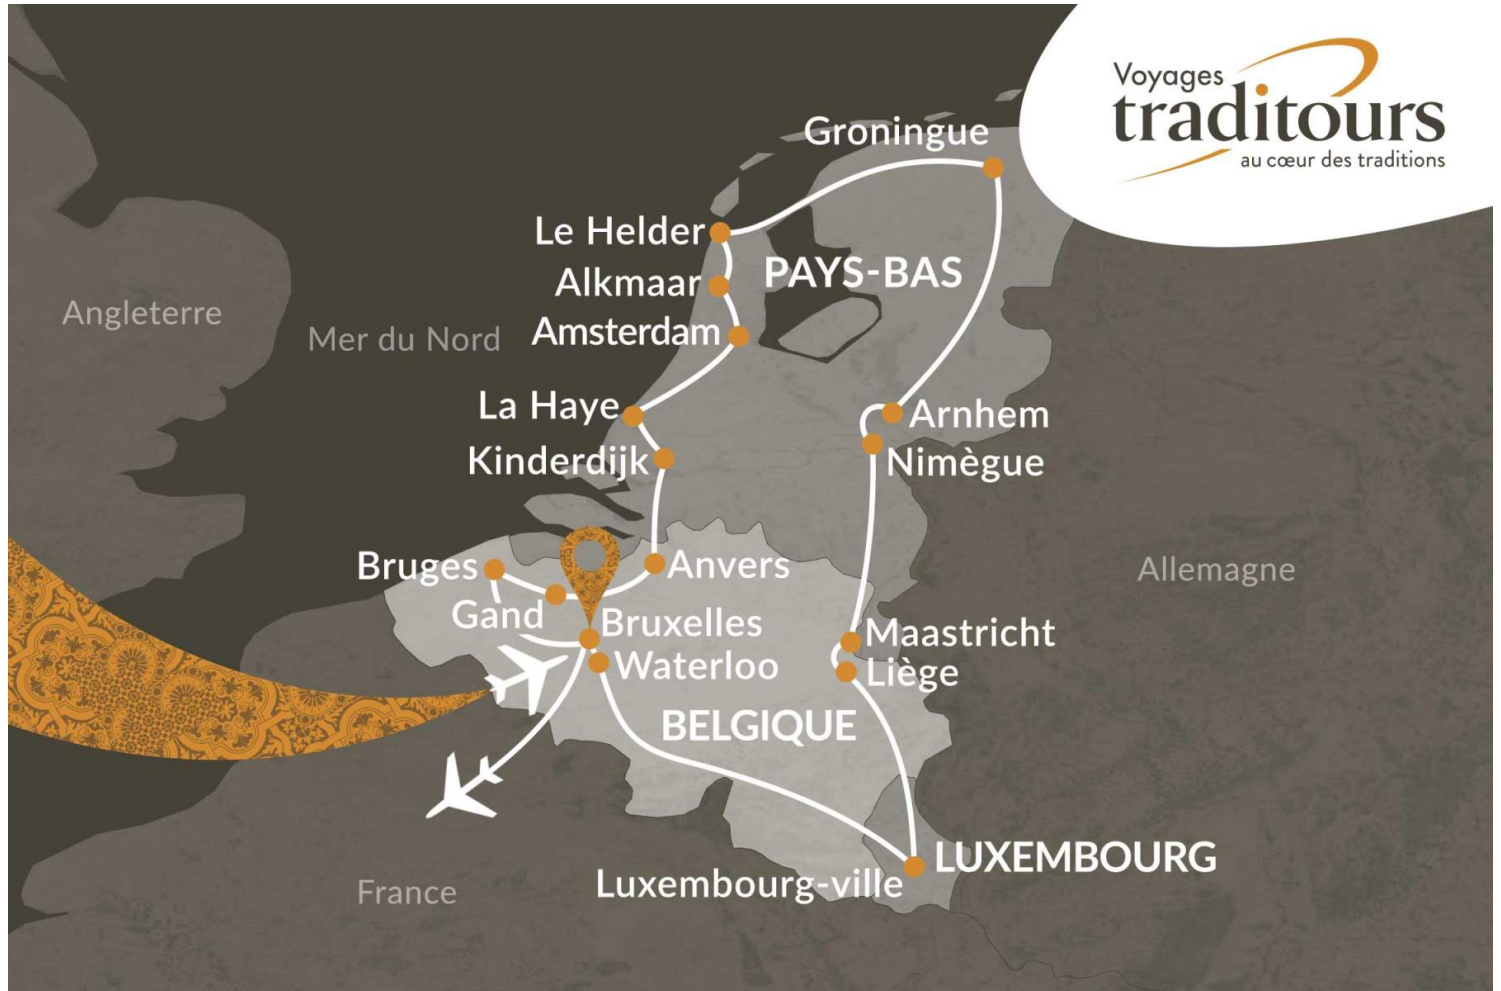 Voyages
traditours
au cœur des traditions
Groningue
Le Helder
PAYS-BAS
Alkmaar
Angleterre
Mer du Nord
Amsterdam
La Haye
Arnhem
Kinderdijk
Nimègue
Bruges
Anvers
Allemagne
Gand
Bruxelles
Maastricht
Waterloo
Liège
BELGIQUE
LUXEMBOURG
Luxembourg-ville
France